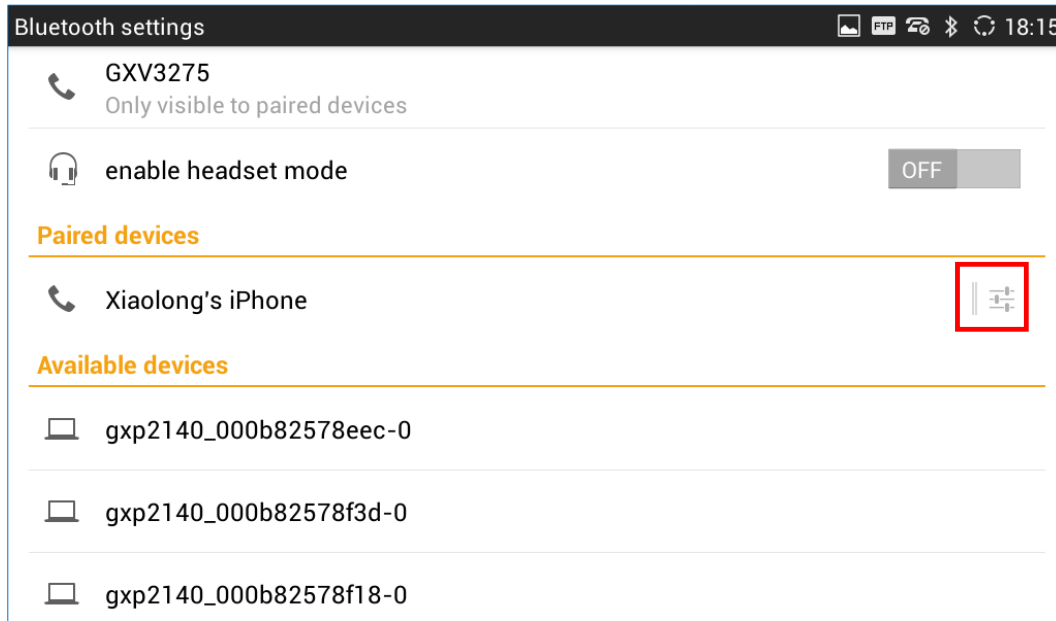 Bluetooth settings FTP 18:15
GXV3275
Only visible to paired devices
enable headset mode OFF
Paired devices
Xiaolong's iPhone
Available devices
gxp2140_000b82578eec-0
gxp2140_000b82578f3d-0
gxp2140_000b82578f18-0